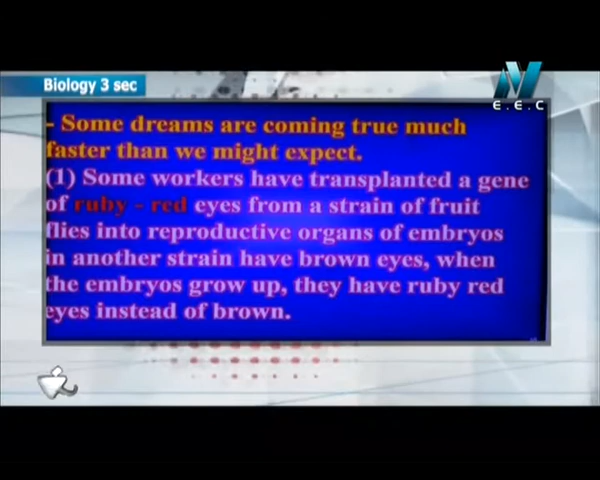 Biology 3 sec
E.E.C
- Some dreams are coming true much
faster than we might expect.
(1) Some workers have transplanted a gene
of ruby - red eyes from a strain of fruit
flies into reproductive organs of embryos
in another strain have brown eyes, when
the embryos grow up, they have ruby red
eyes instead of brown.